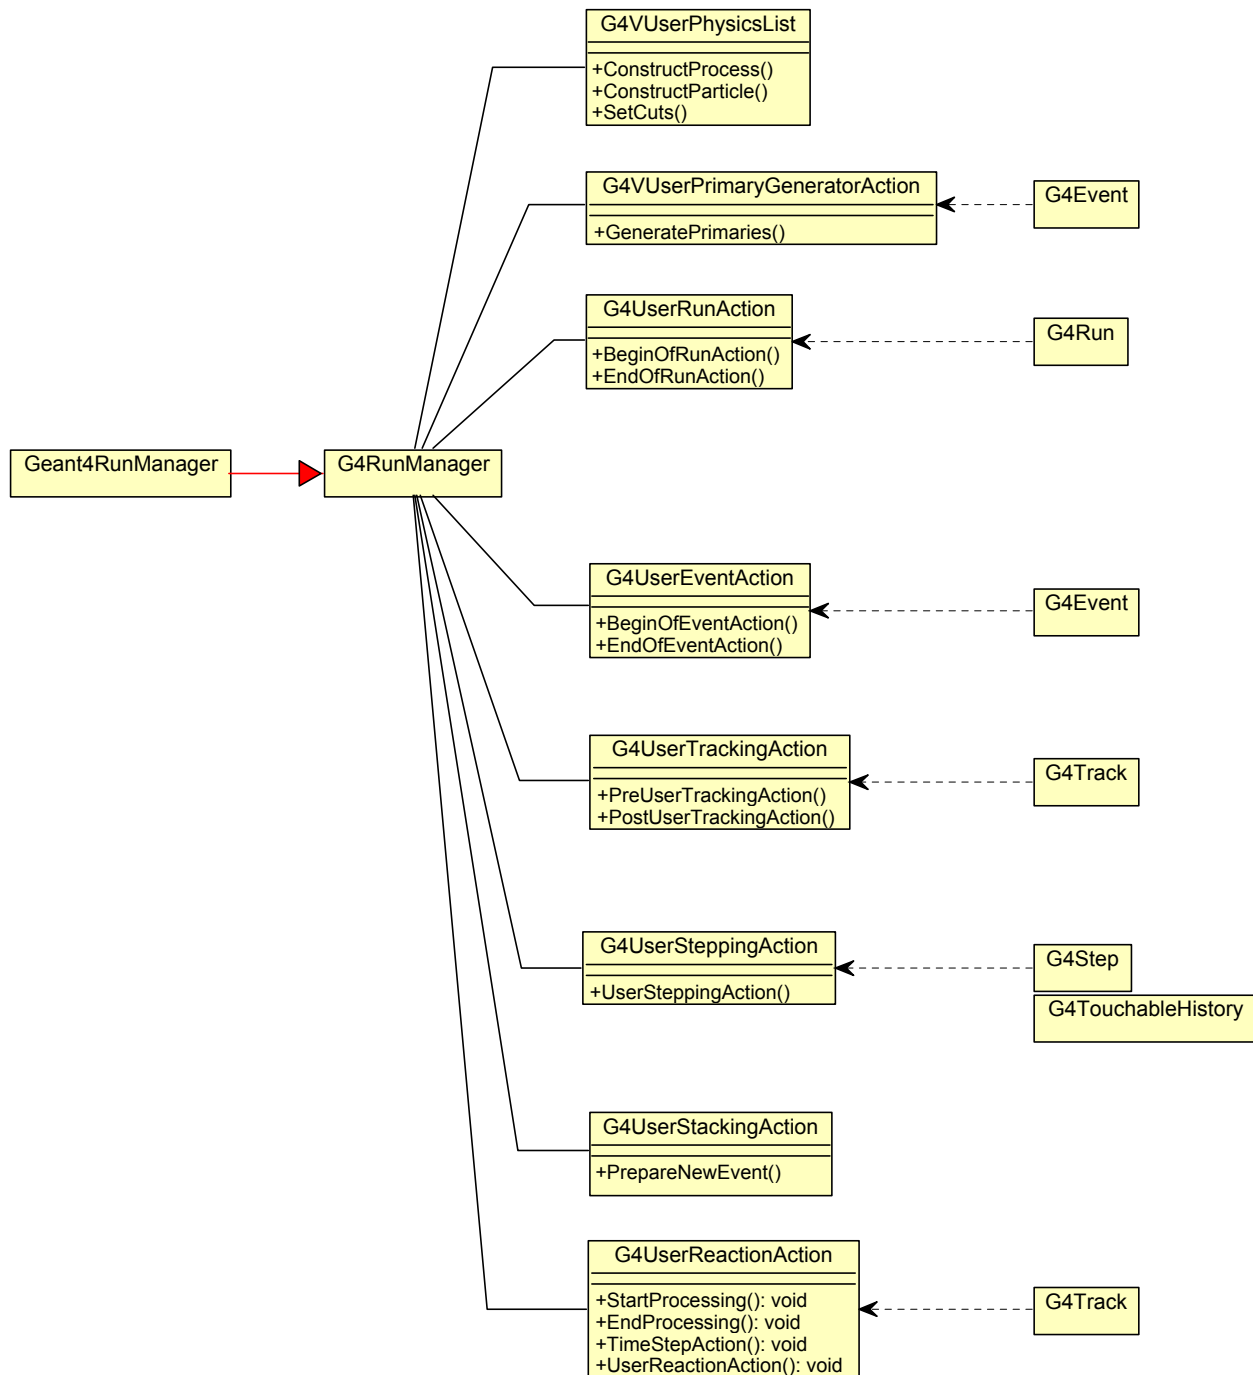 G4VUserPhysicsList
+ConstructProcess()
+ConstructParticle()
+SetCuts()
G4VUserPrimaryGeneratorAction
+GeneratePrimaries()
G4Event
G4UserRunAction
+BeginOfRunAction()
+EndOfRunAction()
G4Run
Geant4RunManager
G4RunManager
G4UserEventAction
+BeginOfEventAction()
+EndOfEventAction()
G4Event
G4UserTrackingAction
+PreUserTrackingAction()
+PostUserTrackingAction()
G4Track
G4UserSteppingAction
+UserSteppingAction()
G4Step
G4TouchableHistory
G4UserStackingAction
+PrepareNewEvent()
G4UserReactionAction
+StartProcessing(): void
+EndProcessing(): void
+TimeStepAction(): void
+UserReactionAction(): void
G4Track